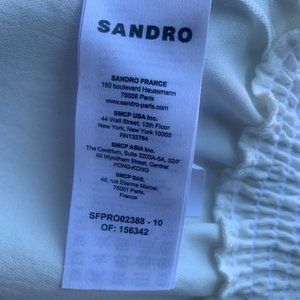 SANDRO
SANDRO FRANCE
150 boulevard Haussmann
75008 Paris
www.sandro-paris.com
SMCP USA Inc.
44 Wall Street, 12th Floor
New York, New York 10005
RN132784
SMCP ASIA Inc.
The Centrium, Suite 3203A-5A, 32/F
60 Wyndham Street, Central
HONG-KONG
SMCP SAS,
49, rue Etienne Marcel,
75001 Paris,
France
SFPRO02388 - 10
OF: 156342